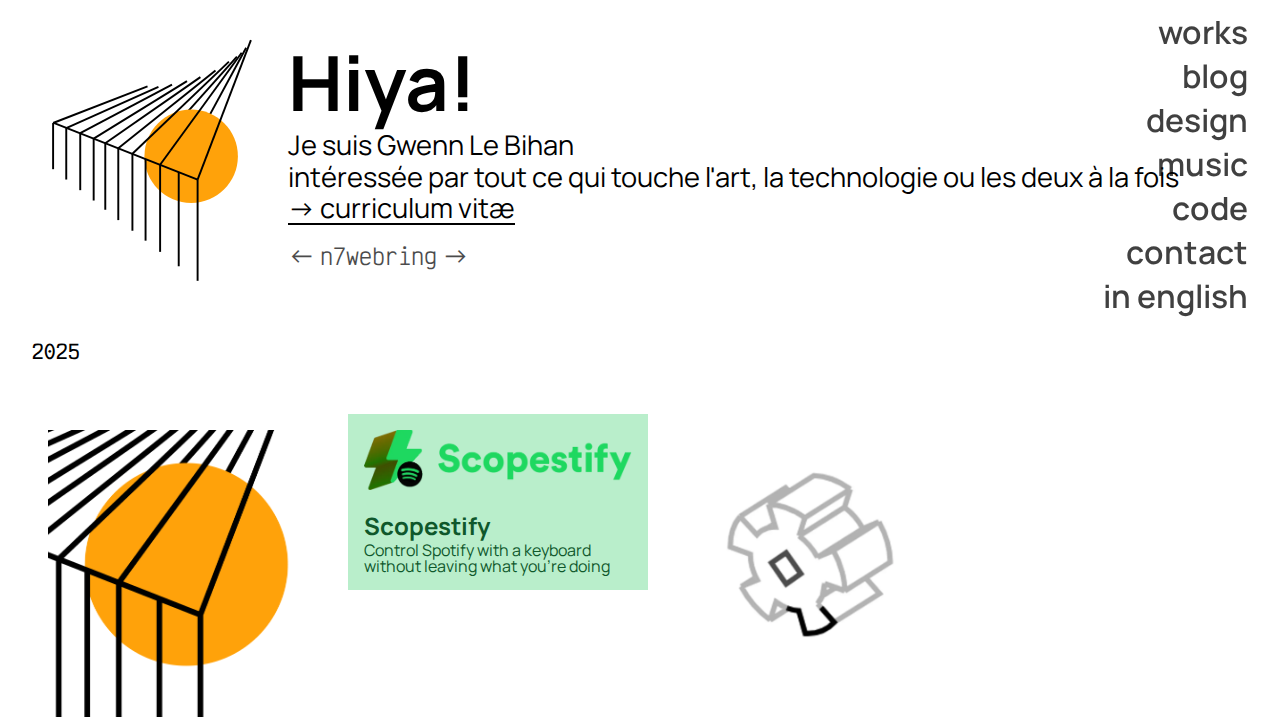 Hiya!
Je suis Gwenn Le Bihan
intéressée par tout ce qui touche l'art, la technologie ou les deux à la fois
→ curriculum vitæ
← n7webring →
works
blog
design
music
code
contact
in english
2025
Scopestify
Scopestify
Control Spotify with a keyboard
without leaving what you're doing